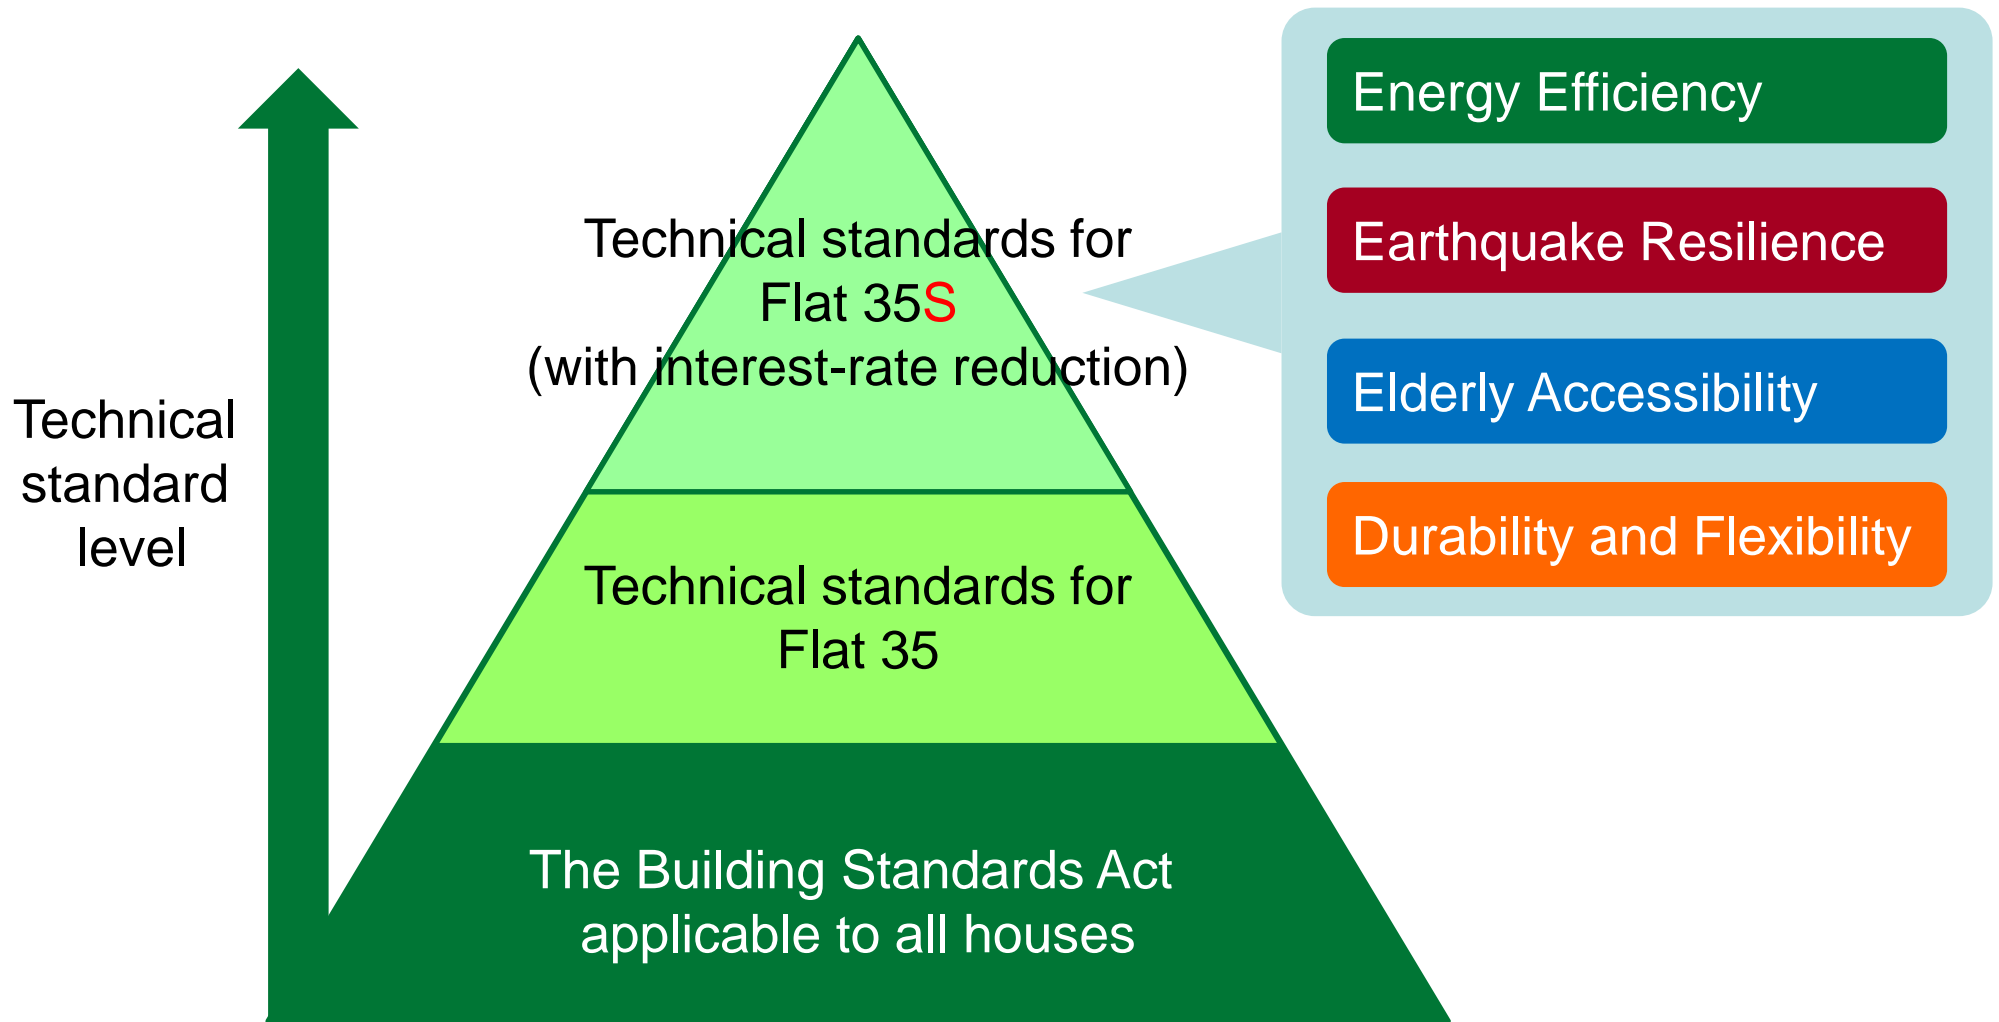 Technical
standard
level
Technical standards for
Flat 35S
(with interest-rate reduction)
Technical standards for
Flat 35
The Building Standards Act
applicable to all houses
Energy Efficiency
Earthquake Resilience
Elderly Accessibility
Durability and Flexibility